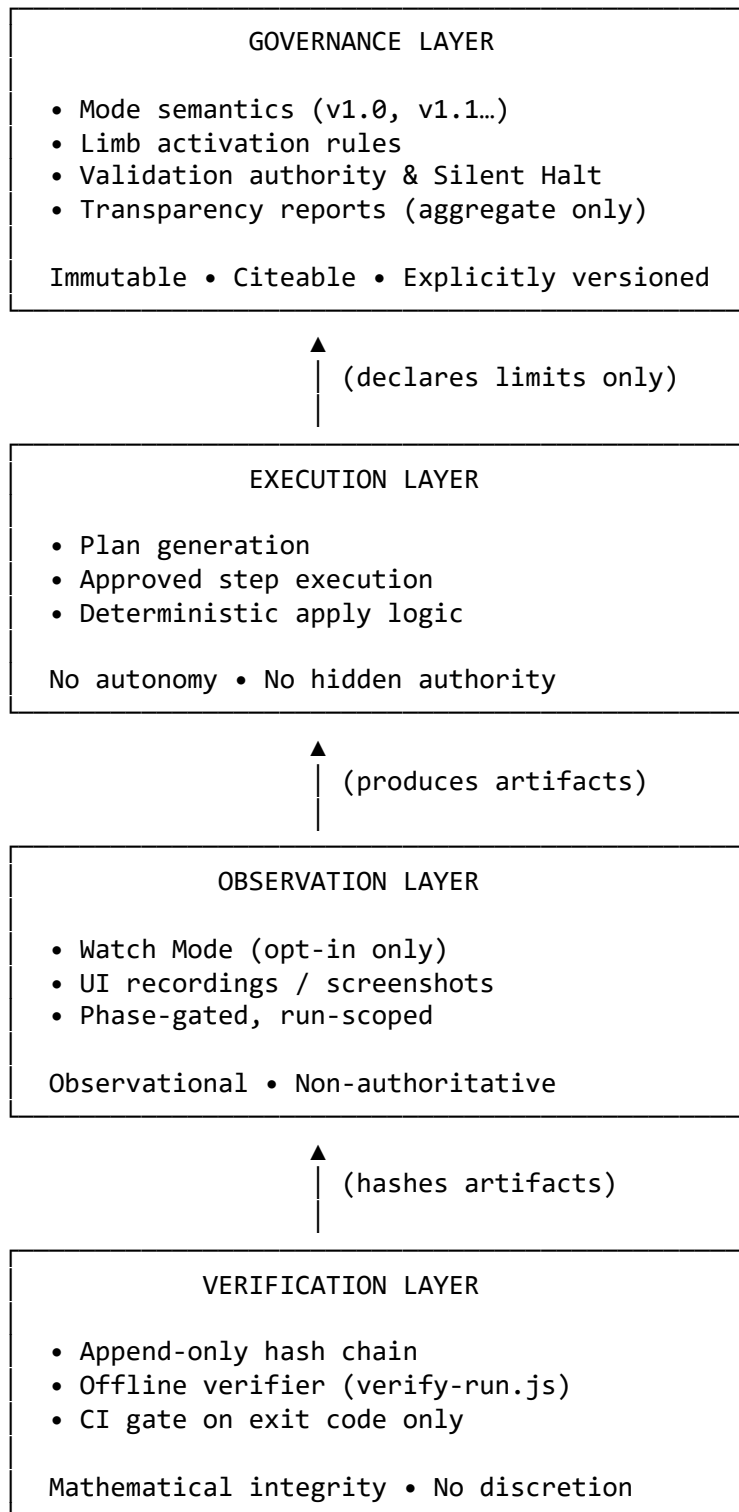 GOVERNANCE LAYER
• Mode semantics (v1.0, v1.1…)
• Limb activation rules
• Validation authority & Silent Halt
• Transparency reports (aggregate only)
Immutable • Citeable • Explicitly versioned
(declares limits only)
EXECUTION LAYER
• Plan generation
• Approved step execution
• Deterministic apply logic
No autonomy • No hidden authority
(produces artifacts)
OBSERVATION LAYER
• Watch Mode (opt-in only)
• UI recordings / screenshots
• Phase-gated, run-scoped
Observational • Non-authoritative
(hashes artifacts)
VERIFICATION LAYER
• Append-only hash chain
• Offline verifier (verify-run.js)
• CI gate on exit code only
Mathematical integrity • No discretion